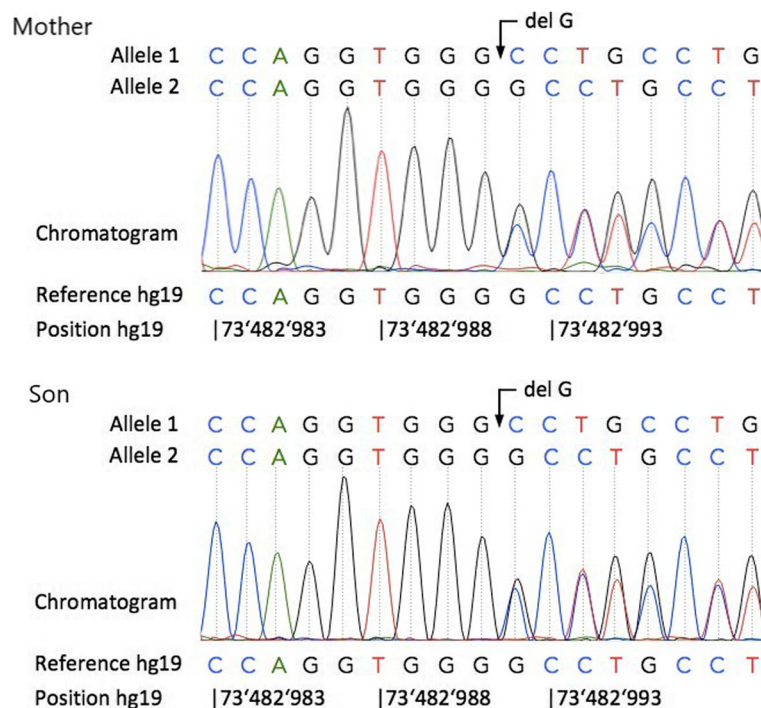 Mother
del G
Allele 1 C C A G G T G G G C C T G C C T G
Allele 2 C C A G G T G G G G C C T G C C T
Chromatogram
Reference hg19 C C A G G T G G G G C C T G C C T
Position hg19 |73‘482‘983 |73‘482‘988 |73‘482‘993
Son
del G
Allele 1 C C A G G T G G G C C T G C C T G
Allele 2 C C A G G T G G G G C C T G C C T
Chromatogram
Reference hg19 C C A G G T G G G G C C T G C C T
Position hg19 |73‘482‘983 |73‘482‘988 |73‘482‘993